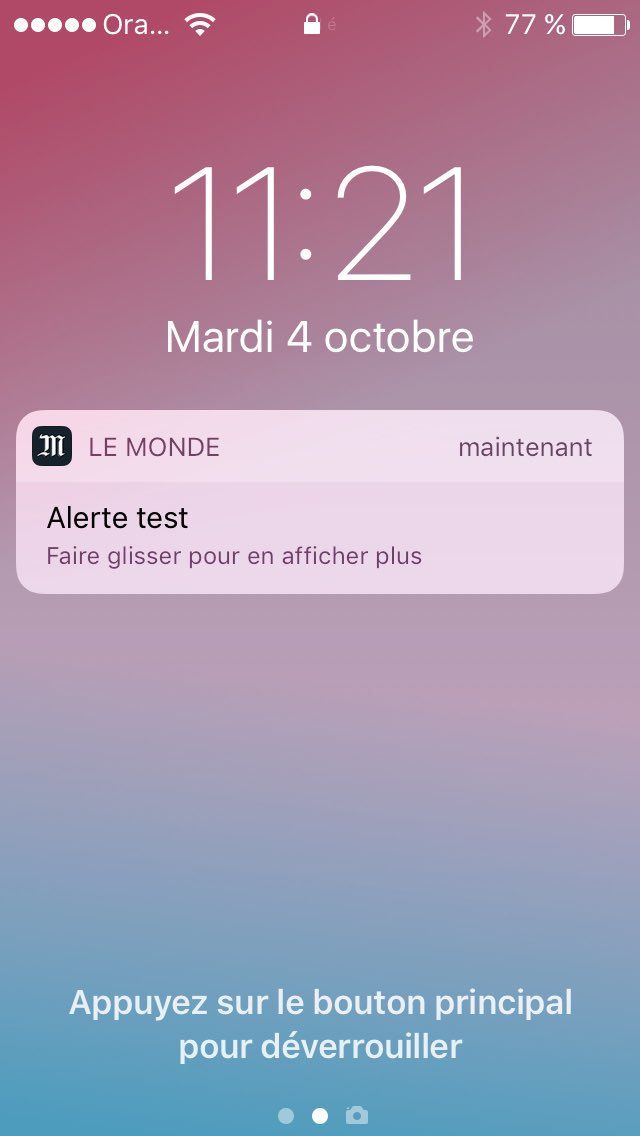 Ora... é 77 %
11:21
Mardi 4 octobre
M LE MONDE maintenant
Alerte test
Faire glisser pour en afficher plus
Appuyez sur le bouton principal
pour déverrouiller